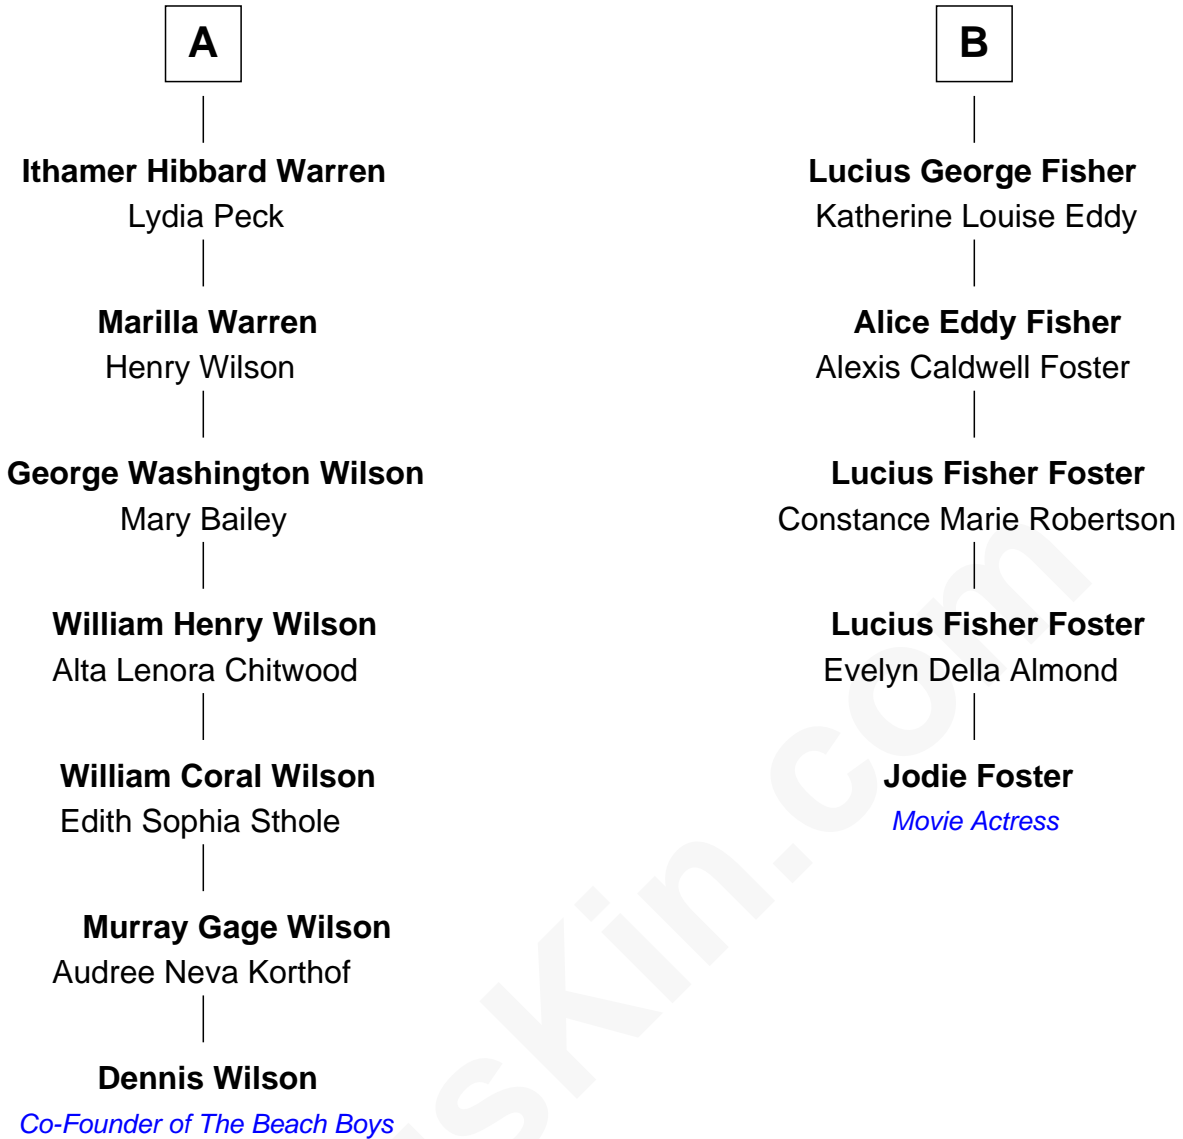 A
Ithamer Hibbard Warren
Lydia Peck
Marilla Warren
Henry Wilson
George Washington Wilson
Mary Bailey
William Henry Wilson
Alta Lenora Chitwood
William Coral Wilson
Edith Sophia Sthole
Murray Gage Wilson
Audree Neva Korthof
Dennis Wilson
Co-Founder of The Beach Boys
B
Lucius George Fisher
Katherine Louise Eddy
Alice Eddy Fisher
Alexis Caldwell Foster
Lucius Fisher Foster
Constance Marie Robertson
Lucius Fisher Foster
Evelyn Della Almond
Jodie Foster
Movie Actress
sKin.com